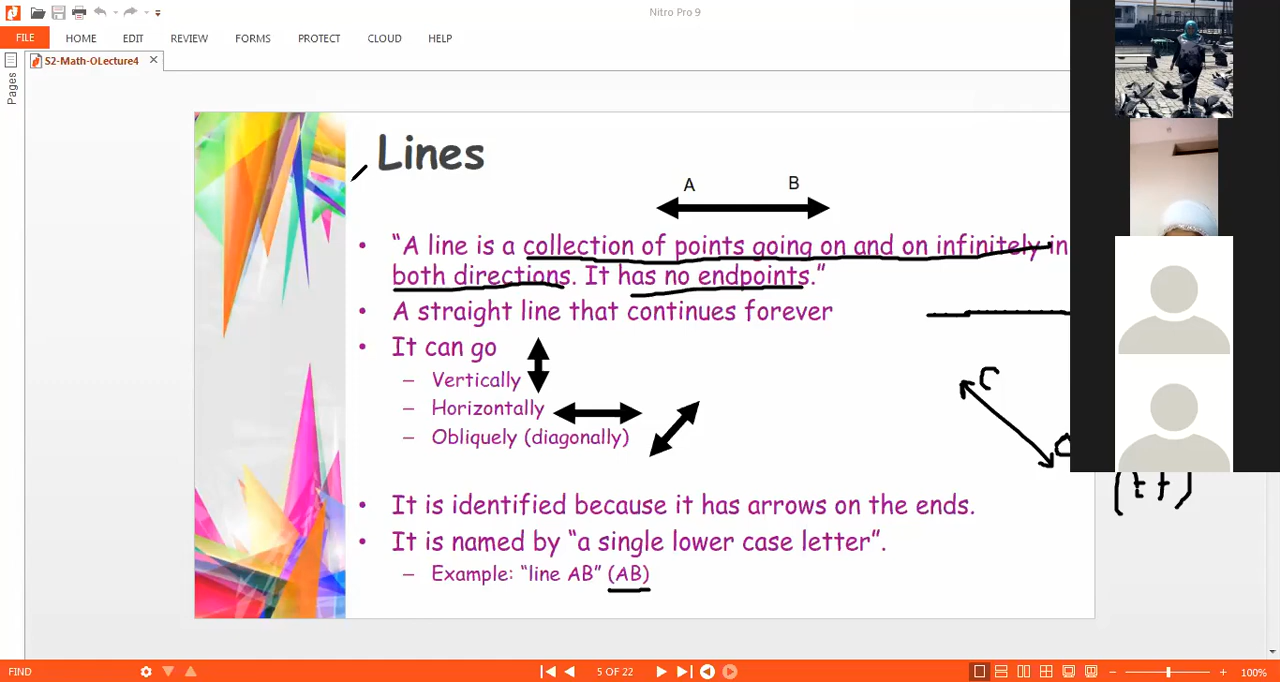 Nitro Pro 9
FILE HOME EDIT REVIEW FORMS PROTECT CLOUD HELP
Pages
S2-Math-OLecture4
Lines
A B
• “A line is a collection of points going on and on infinitely in
both directions. It has no endpoints.”
• A straight line that continues forever
• It can go
– Vertically
– Horizontally
– Obliquely (diagonally)
C
• It is identified because it has arrows on the ends.
• It is named by “a single lower case letter”.
– Example: “line AB” (AB)
FIND
5 OF 22
100%